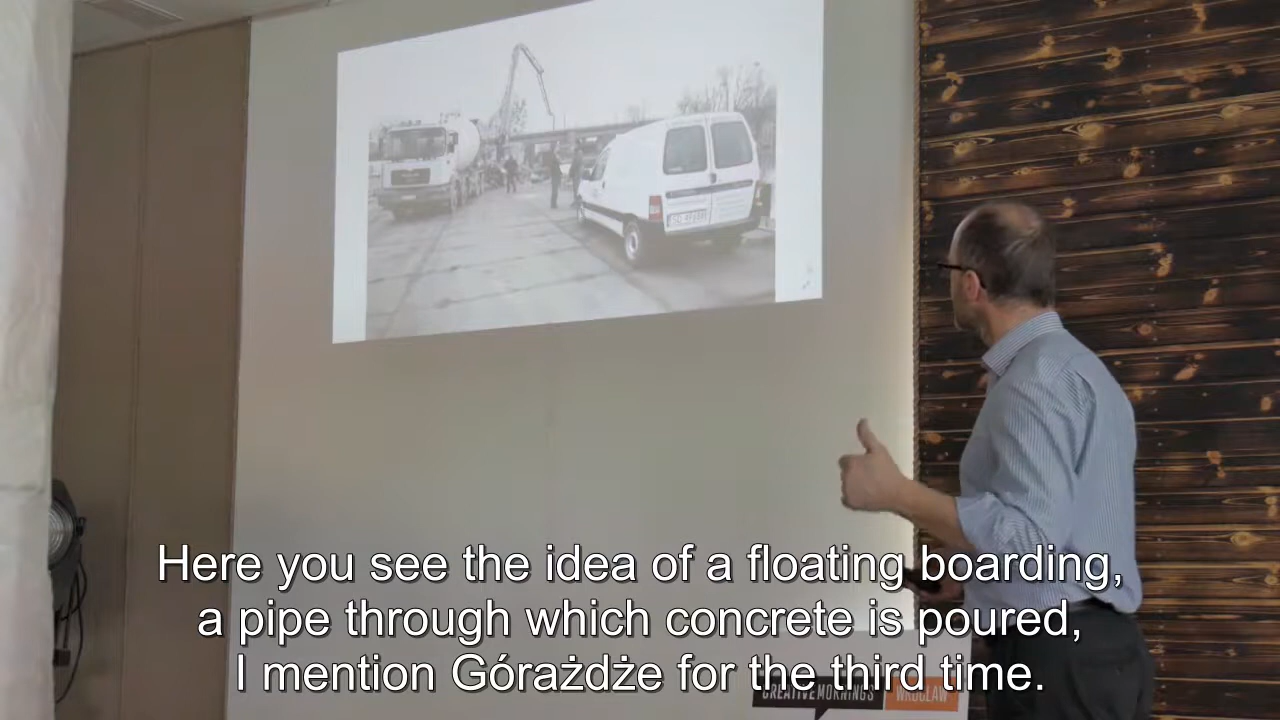 Here you see the idea of a floating boarding,
a pipe through which concrete is poured,
I mention Górażdże for the third time.
CREATIVEMORNINGS WROCŁAW